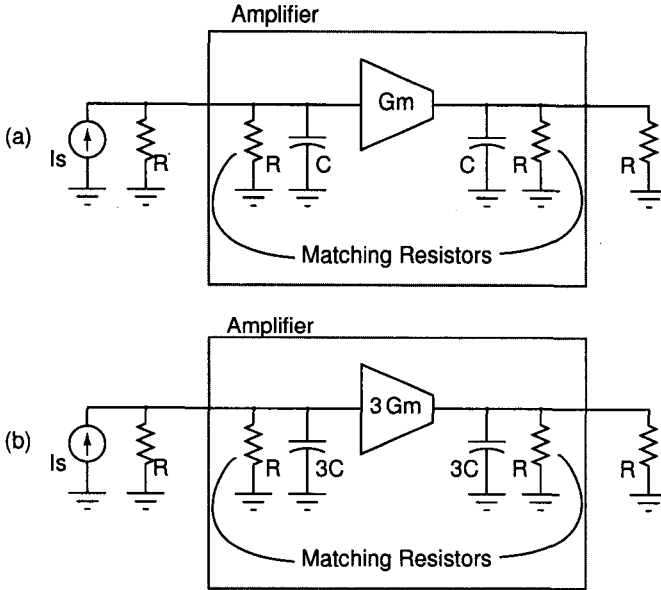 Amplifier
(a)
Is
R
R
C
Gm
C
R
R
Matching Resistors
Amplifier
(b)
Is
R
R
3C
3 Gm
3C
R
R
Matching Resistors